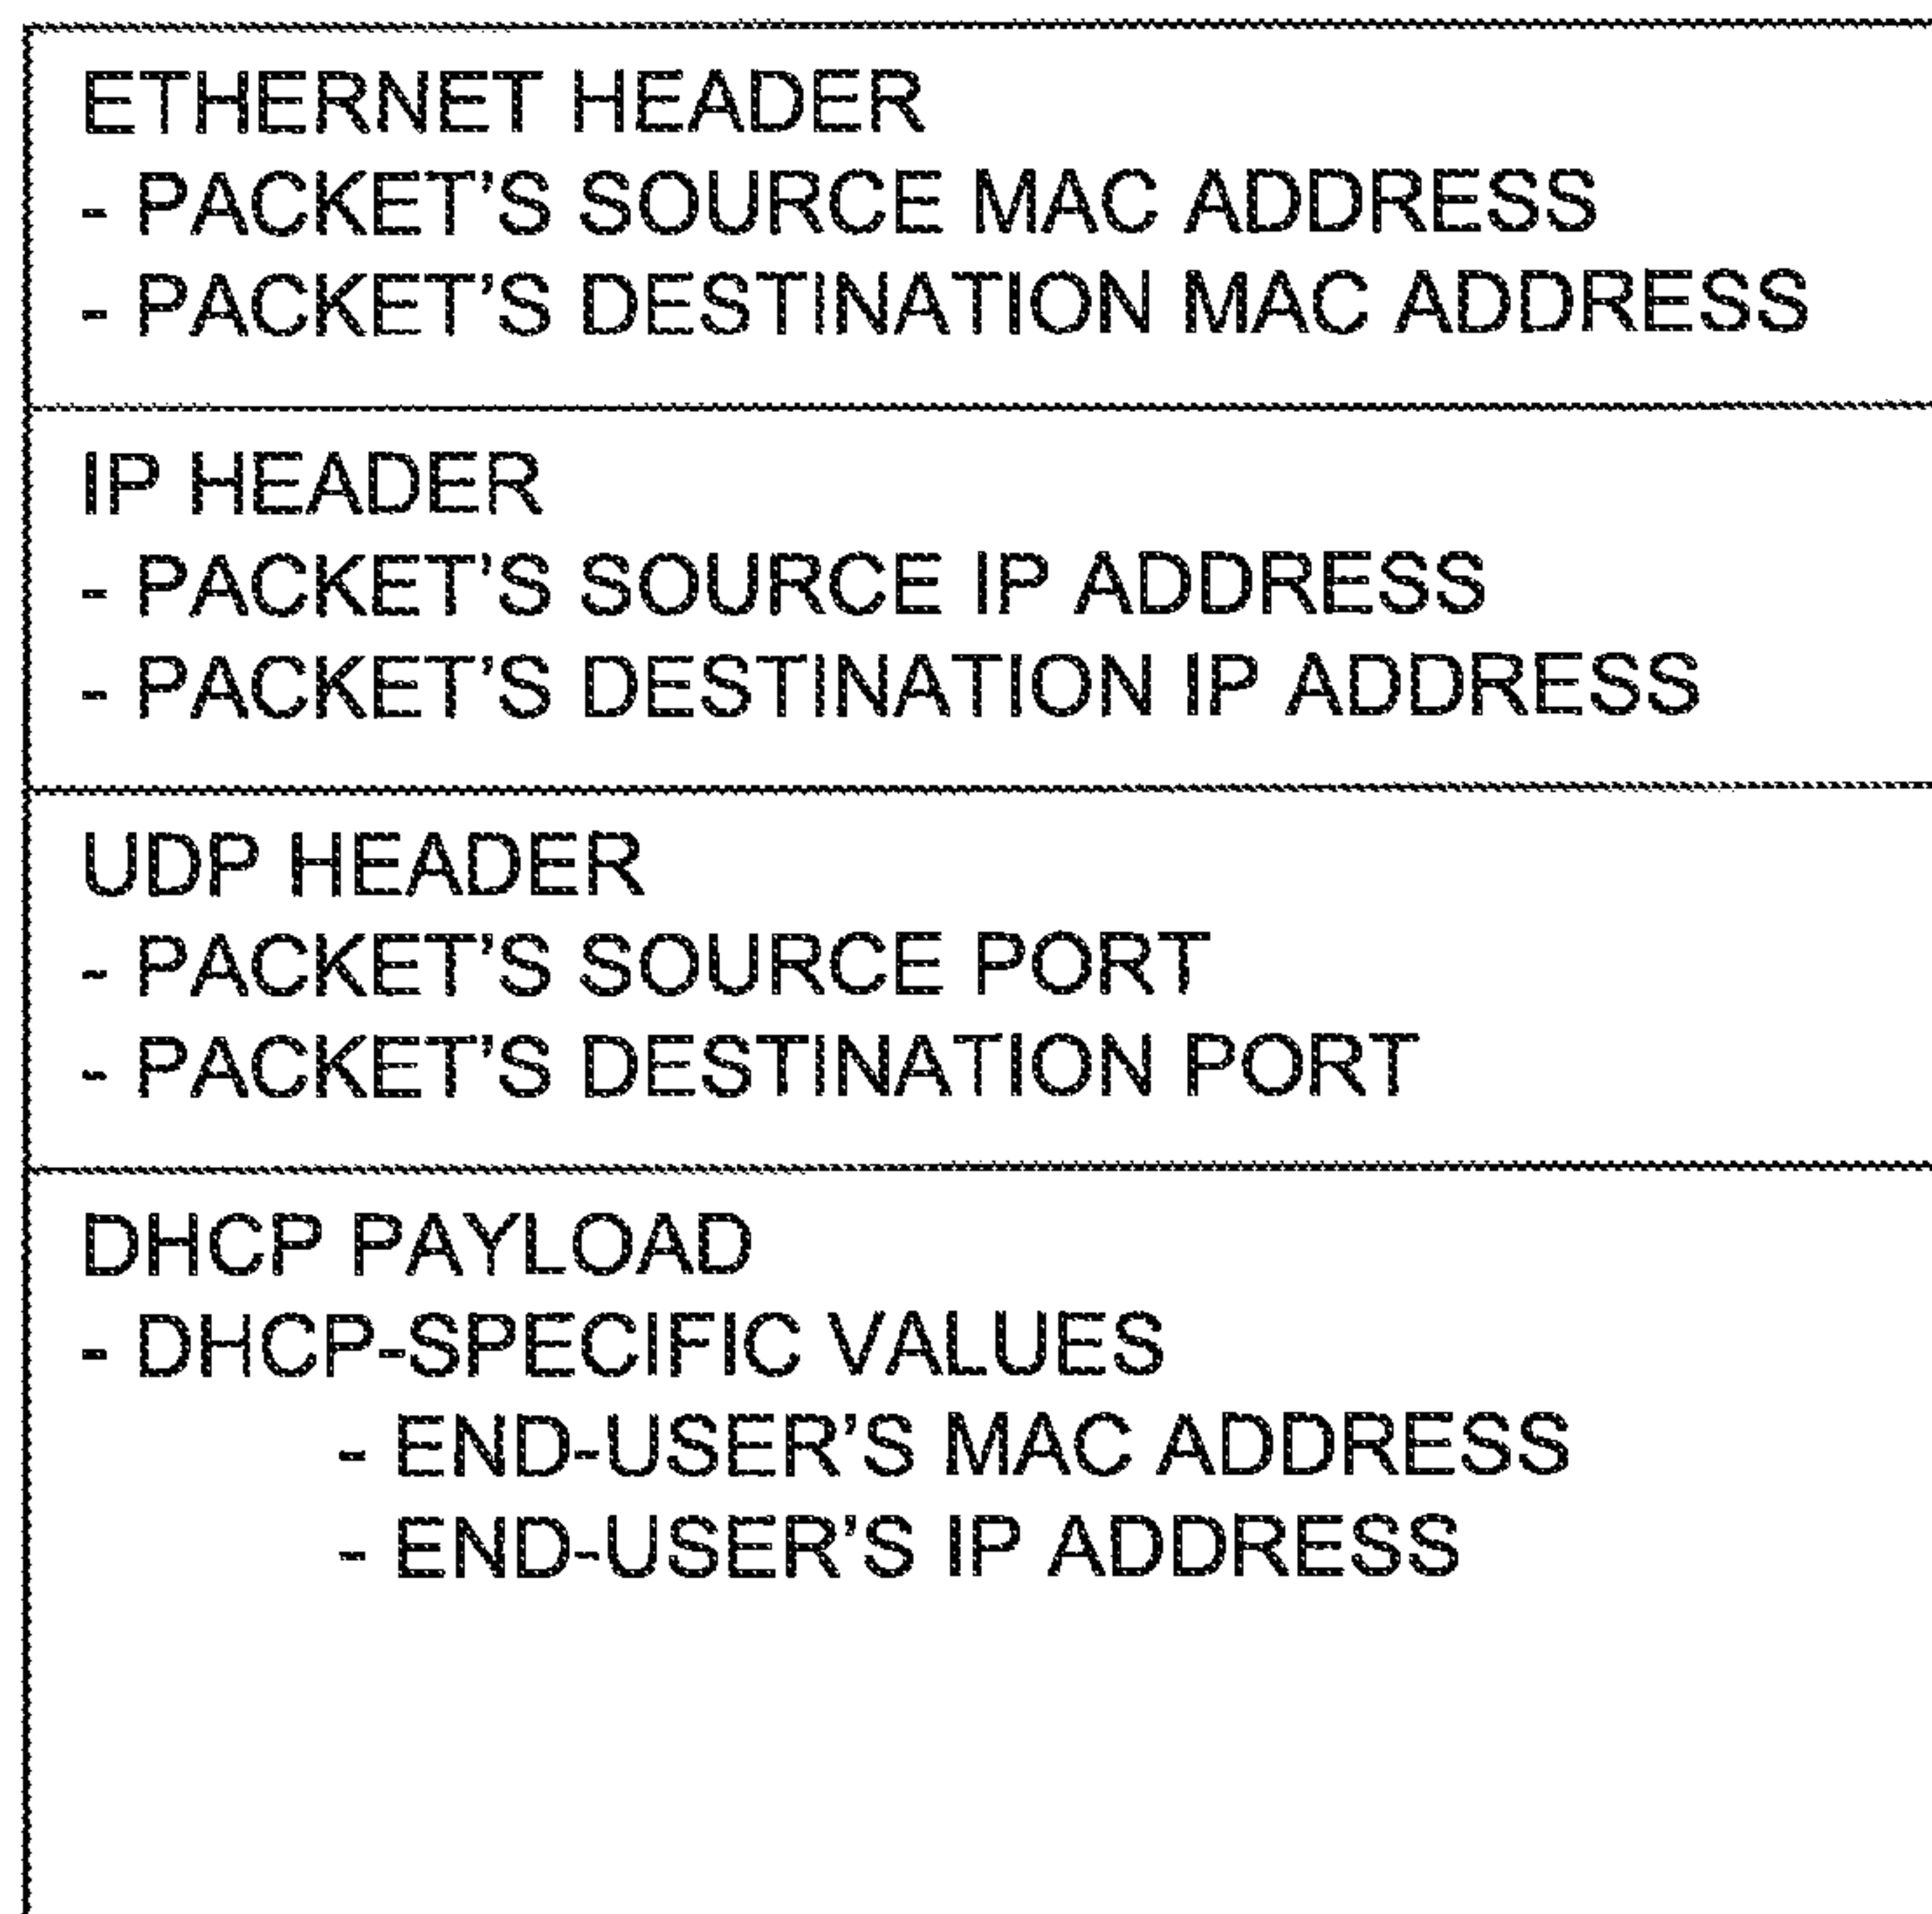 ETHERNET HEADER
- PACKET'S SOURCE MAC ADDRESS
- PACKET'S DESTINATION MAC ADDRESS
IP HEADER
- PACKET'S SOURCE IP ADDRESS
- PACKET'S DESTINATION IP ADDRESS
UDP HEADER
- PACKET'S SOURCE PORT
- PACKET'S DESTINATION PORT
DHCP PAYLOAD
- DHCP-SPECIFIC VALUES
- END-USER'S MAC ADDRESS
- END-USER'S IP ADDRESS